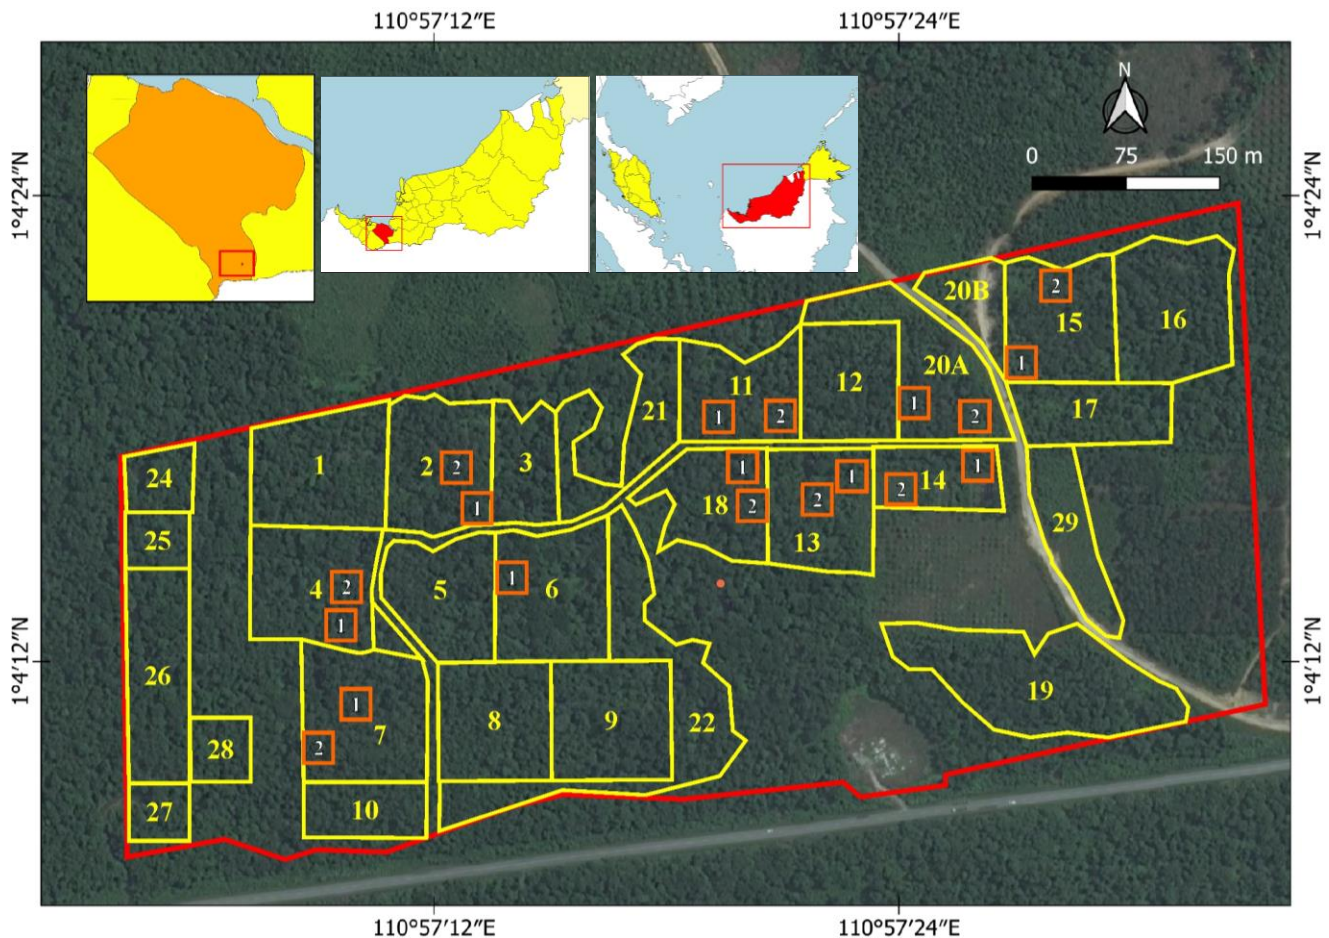 110°57′12″E 110°57′24″E
N
0 75 150 m
1°4′24″N 1°4′24″N
20B 2 15 16
1
11 12 20A 1 2 17
21 1 2
1 2 2 3 1
24 25
18 1 2 13 2 1 14 2 1
29
4 2 1 5 1 6
1°4′12″N 1°4′12″N
26 28 27
7 1 2 8 9 22 19
10
110°57′12″E 110°57′24″E